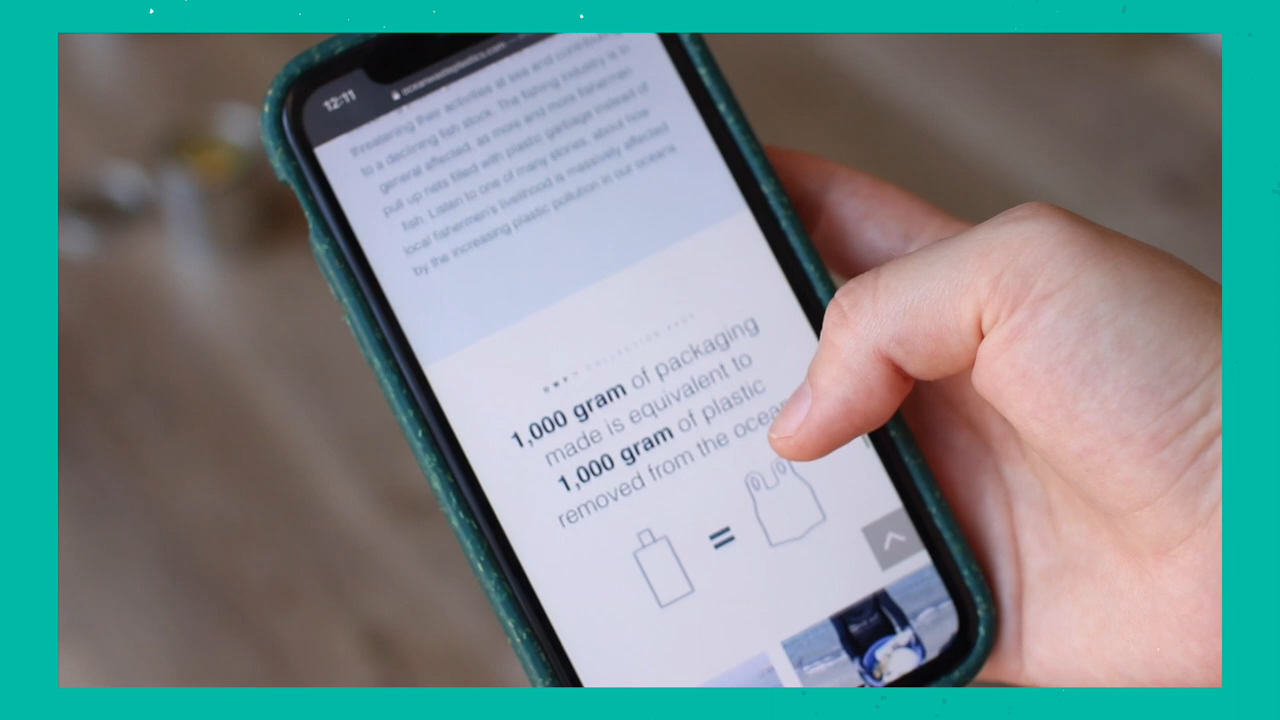 12:11
threatening their activities at sea and contributing
to a declining fish stock. The fishing industry is in
general affected, as more and more fishermen
pull up nets filled with plastic garbage instead of
fish. Listen to one of many stories, about how
local fishermen's livelihood is massively affected
by the increasing plastic pollution in our oceans.
COLLECTION FACT
1,000 gram of packaging
made is equivalent to
1,000 gram of plastic
removed from the ocean
=